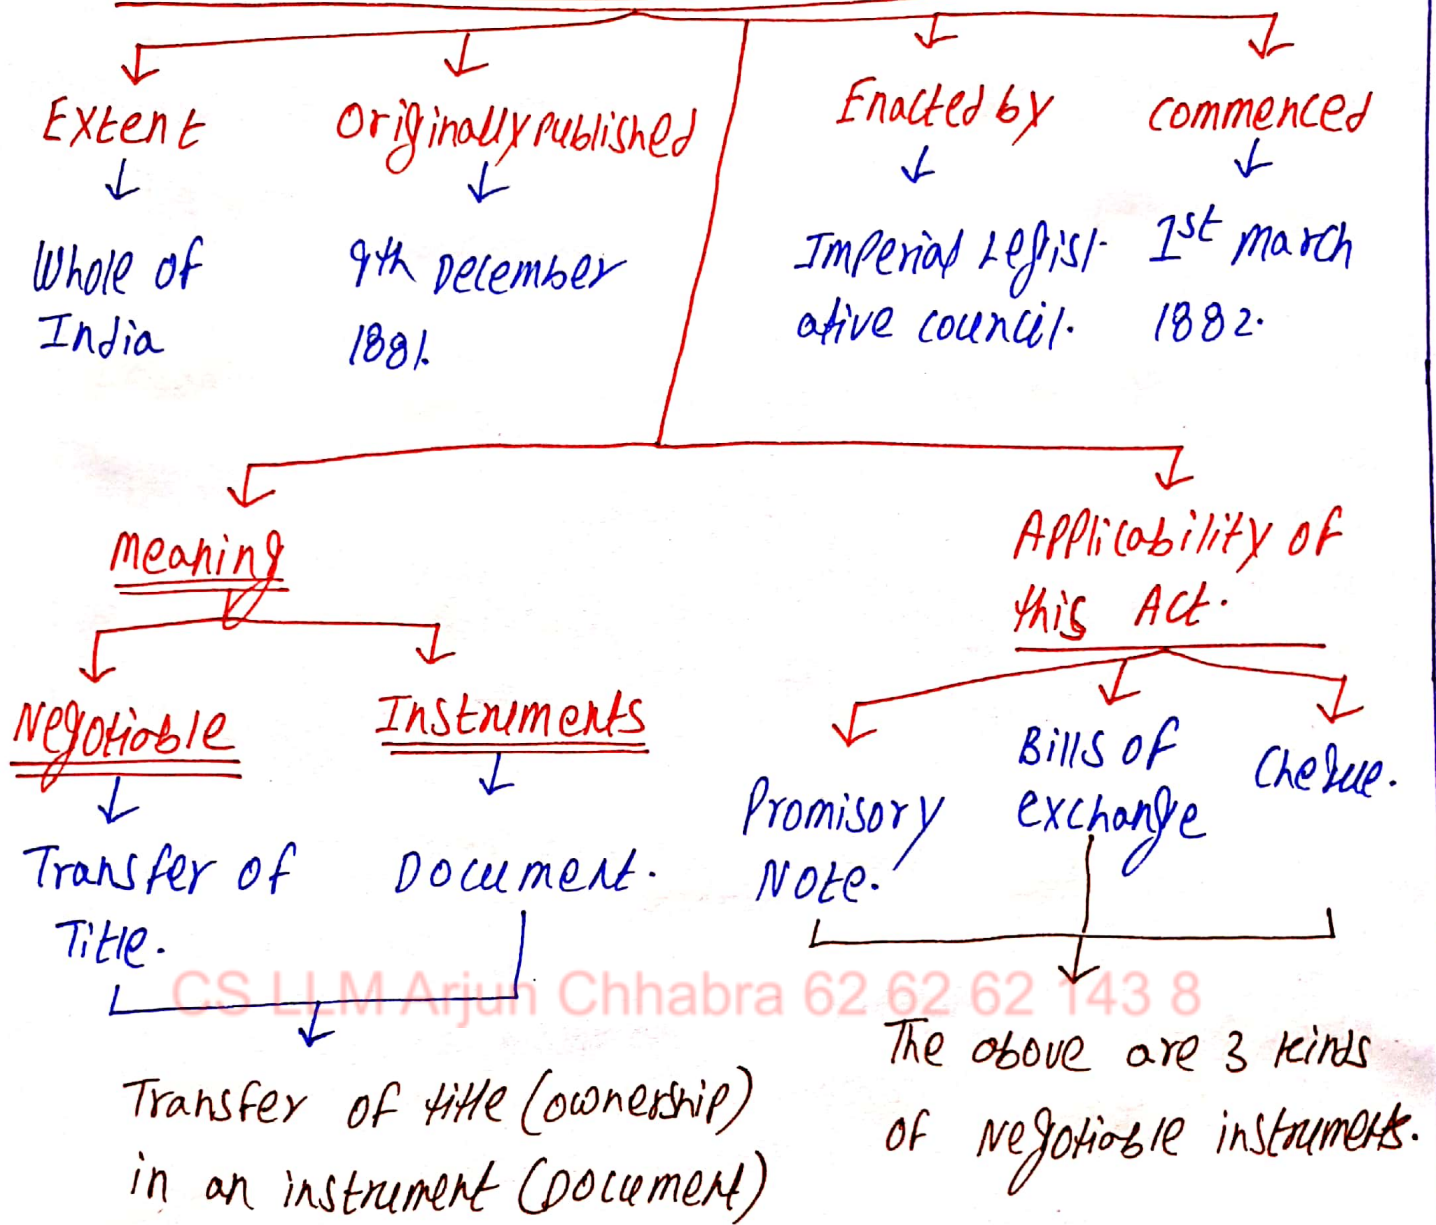 Extent
Originally published
Enacted by
Commenced
Whole of
India
9th December
1881.
Imperial Legisl-
ative council.
1st march
1882.
Meaning
Applicability of
this Act.
Negotiable
Instruments
Transfer of
Title.
Document.
Promisory
Note.
Bills of
exchange
Cheque.
CS LLM Arjun Chhabra 62 62 62 143 8
Transfer of title (ownership)
in an instrument (Document)
The above are 3 kinds
of Negotiable instruments.